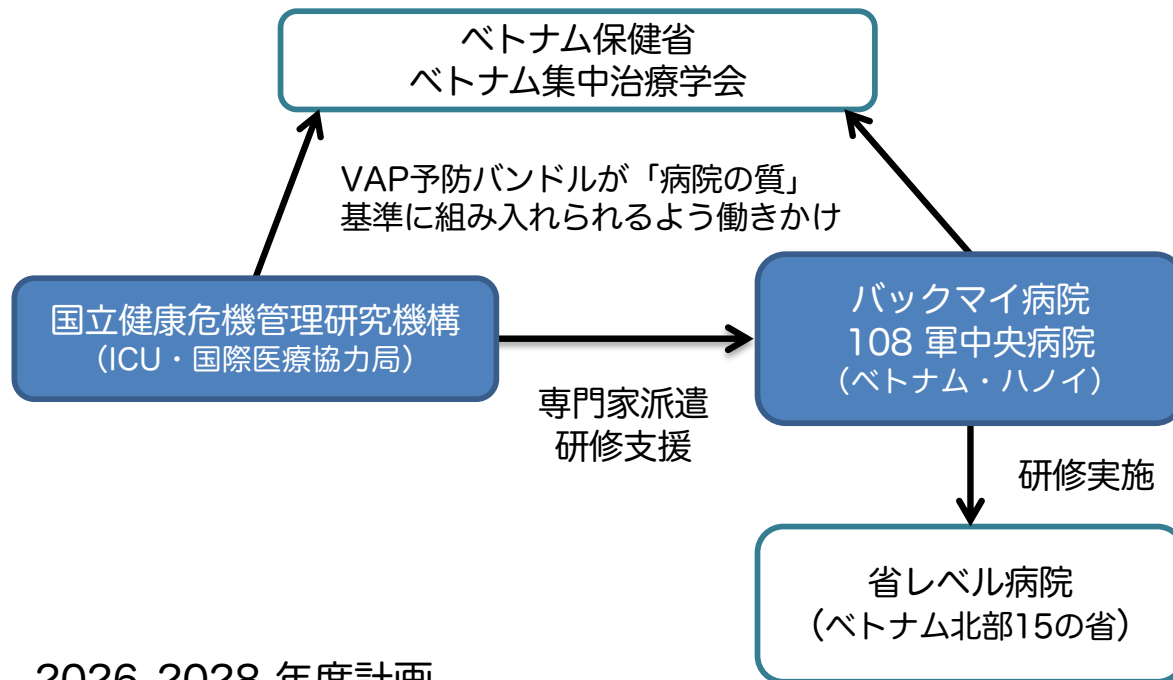 ベトナム保健省
ベトナム集中治療学会
VAP予防バンドルが「病院の質」
基準に組み入れられるよう働きかけ
国立健康危機管理研究機構
（ICU・国際医療協力局）
バックマイ病院
108 軍中央病院
（ベトナム・ハノイ）
専門家派遣
研修支援
研修実施
省レベル病院
（ベトナム北部15の省）
2026-2028 年度計画